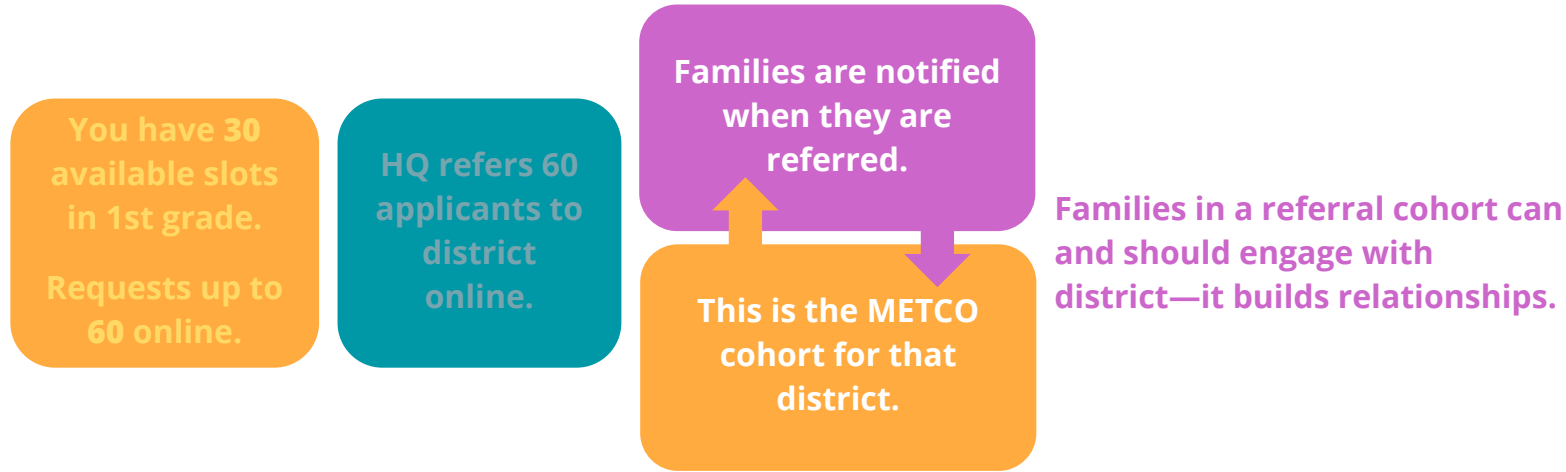 You have 30
available slots
in 1st grade.
Requests up to
60 online.
HQ refers 60
applicants to
district
online.
Families are notified
when they are
referred.
This is the METCO
cohort for that
district.
Families in a referral cohort can
and should engage with
district—it builds relationships.